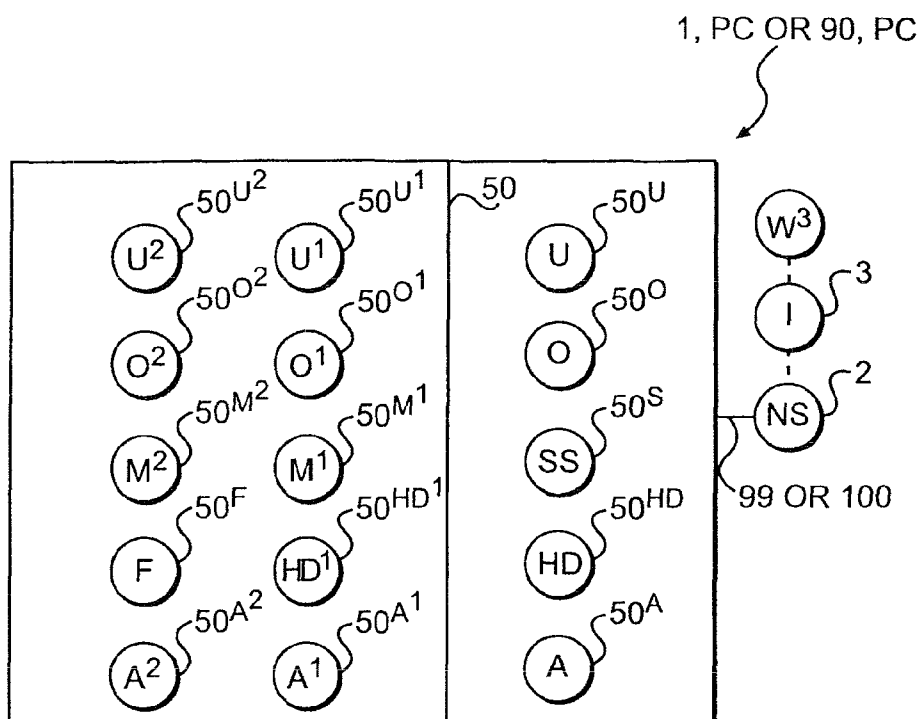 1, PC OR 90, PC
50U² 50U¹ 50 50U
U² U¹ U W³
50O² 50O¹ 50O 3
O² O¹ O I
50M² 50M¹ 50S 2
M² M¹ SS NS
50F 50HD¹ 50HD 99 OR 100
F HD¹ HD
50A² 50A¹ 50A
A² A¹ A